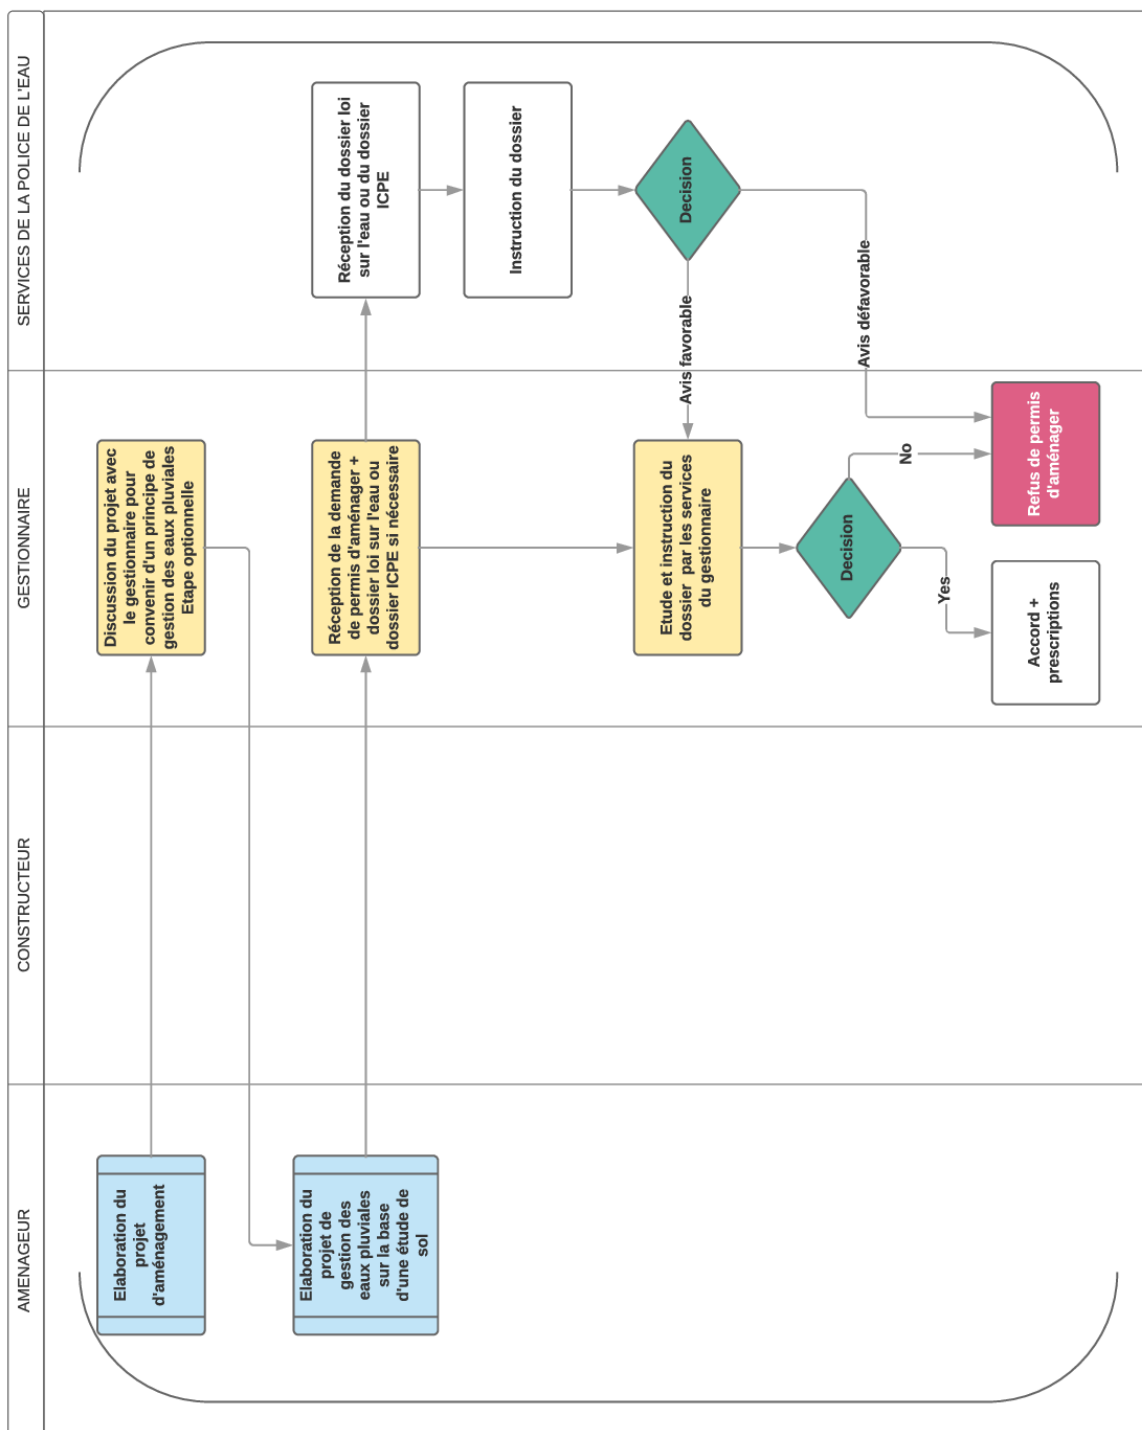 SERVICES DE LA POLICE DE L'EAU
GESTIONNAIRE
CONSTRUCTEUR
AMENAGEUR
Elaboration du
projet
d'aménagement
Discussion du projet avec
le gestionnaire pour
convenir d'un principe de
gestion des eaux pluviales
Etape optionnelle
Elaboration du
projet de
gestion des
eaux pluviales
sur la base
d'une étude de
sol
Réception de la demande
de permis d'aménager +
dossier loi sur l'eau ou
dossier ICPE si nécessaire
Réception du dossier loi
sur l'eau ou du dossier
ICPE
Instruction du dossier
Decision
Avis favorable
Avis défavorable
Etude et instruction du
dossier par les services
du gestionnaire
Decision
No
Yes
Refus de permis
d'aménager
Accord +
prescriptions